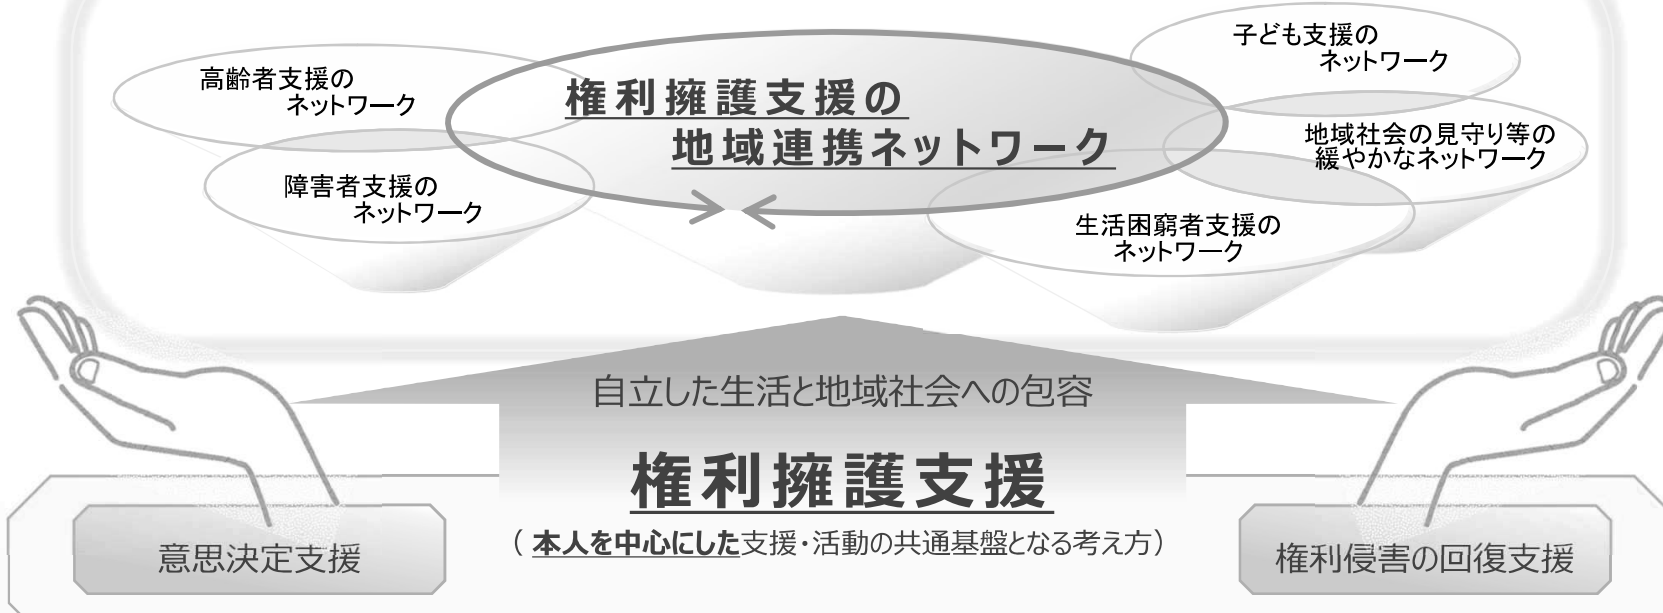 高齢者支援の
ネットワーク
障害者支援の
ネットワーク
権利擁護支援の
地域連携ネットワーク
子ども支援の
ネットワーク
地域社会の見守り等の
緩やかなネットワーク
生活困窮者支援の
ネットワーク
自立した生活と地域社会への包容
権利擁護支援
（本人を中心にした支援・活動の共通基盤となる考え方）
意思決定支援
権利侵害の回復支援